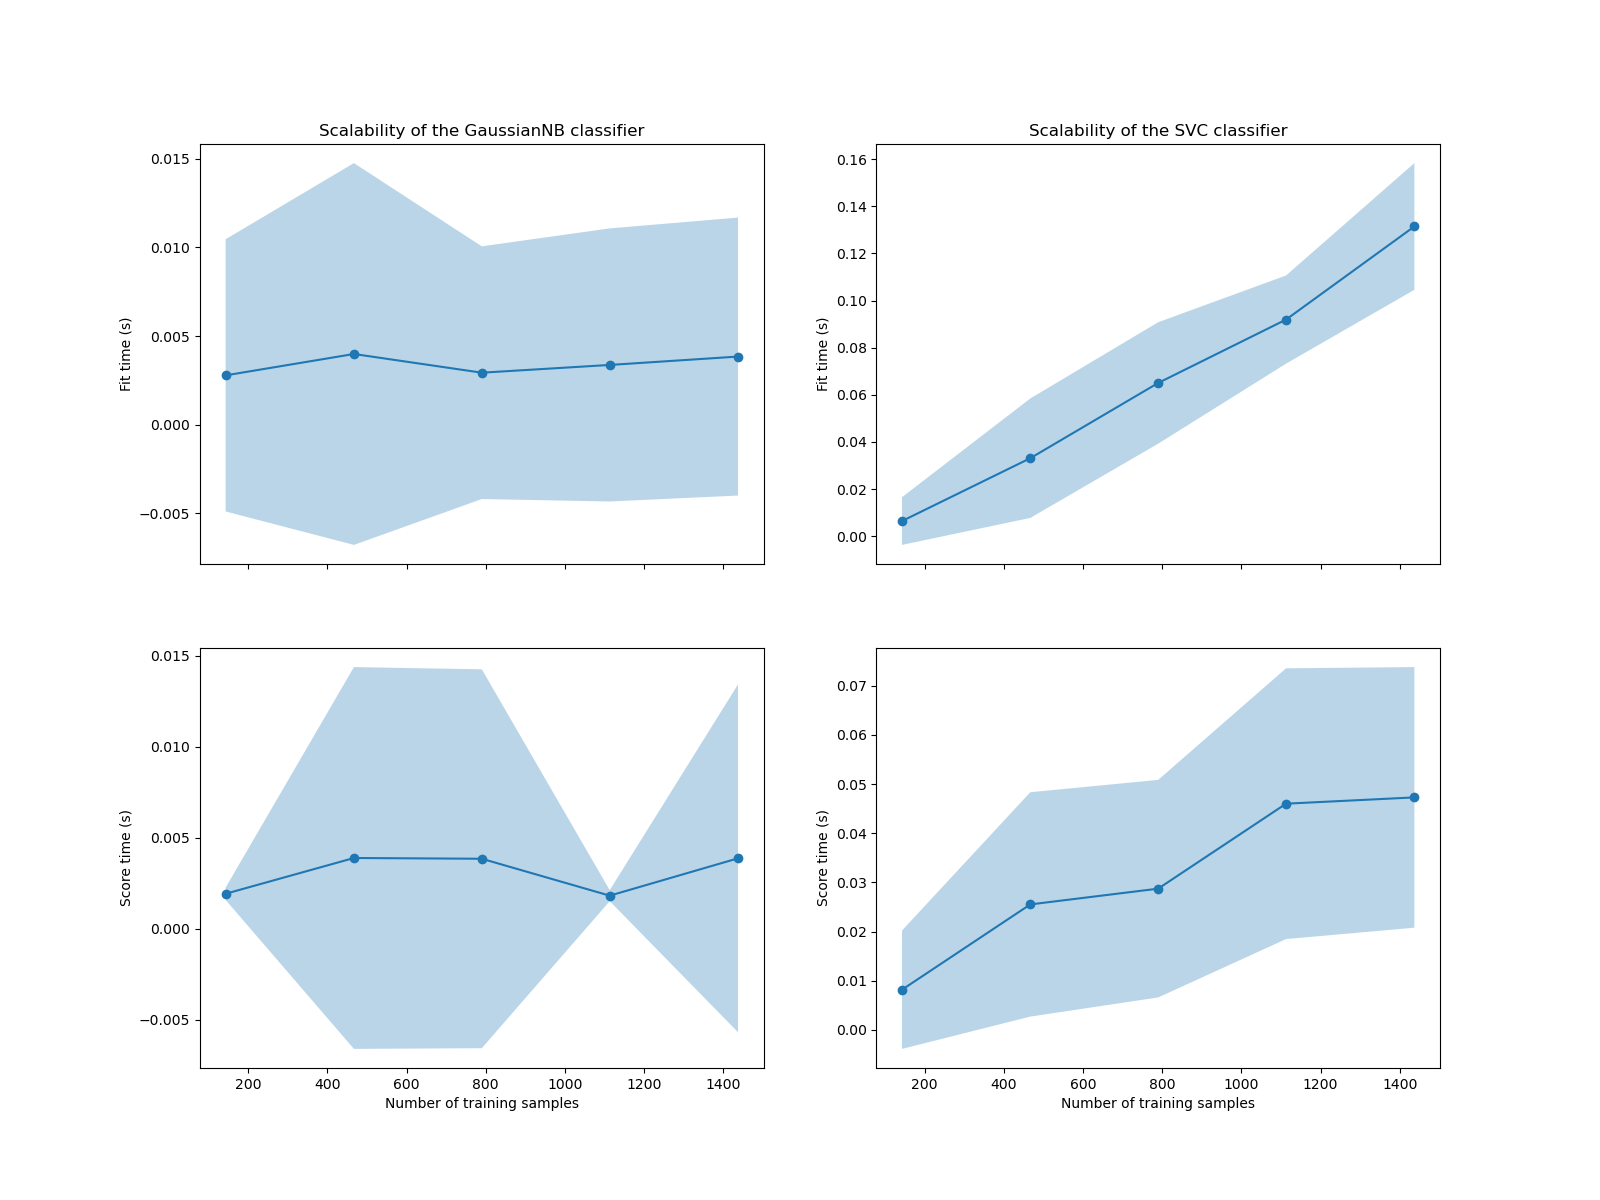 Scalability of the GaussianNB classifier
0.015
0.010
0.005
0.000
−0.005
Fit time (s)
Scalability of the SVC classifier
0.16
0.14
0.12
0.10
0.08
0.06
0.04
0.02
0.00
Fit time (s)
0.015
0.010
0.005
0.000
−0.005
Score time (s)
200 400 600 800 1000 1200 1400
Number of training samples
0.07
0.06
0.05
0.04
0.03
0.02
0.01
0.00
Score time (s)
200 400 600 800 1000 1200 1400
Number of training samples